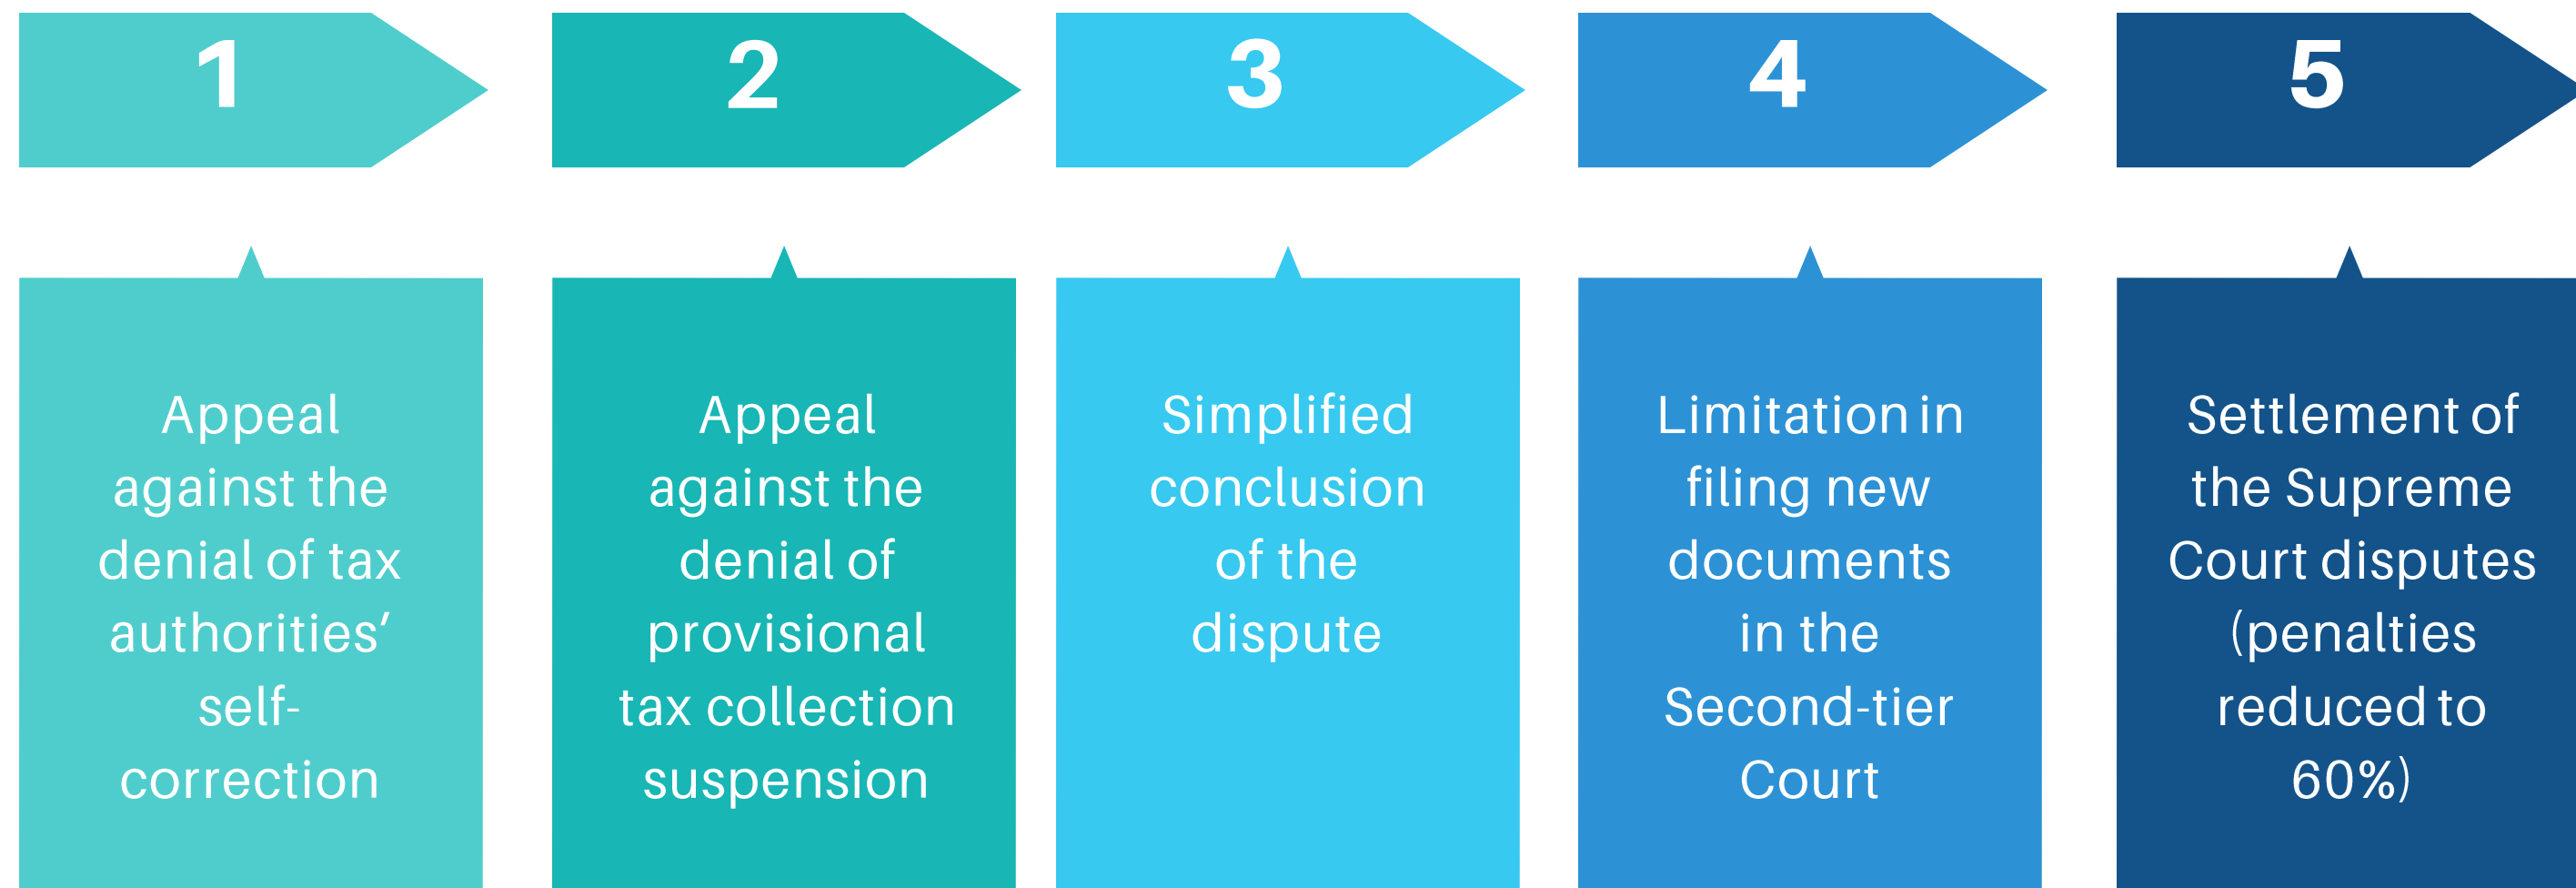 1
2
3
4
5
Appeal
against the
denial of tax
authorities’
self-
correction
Appeal
against the
denial of
provisional
tax collection
suspension
Simplified
conclusion
of the
dispute
Limitation in
filing new
documents
in the
Second-tier
Court
Settlement of
the Supreme
Court disputes
(penalties
reduced to
60%)